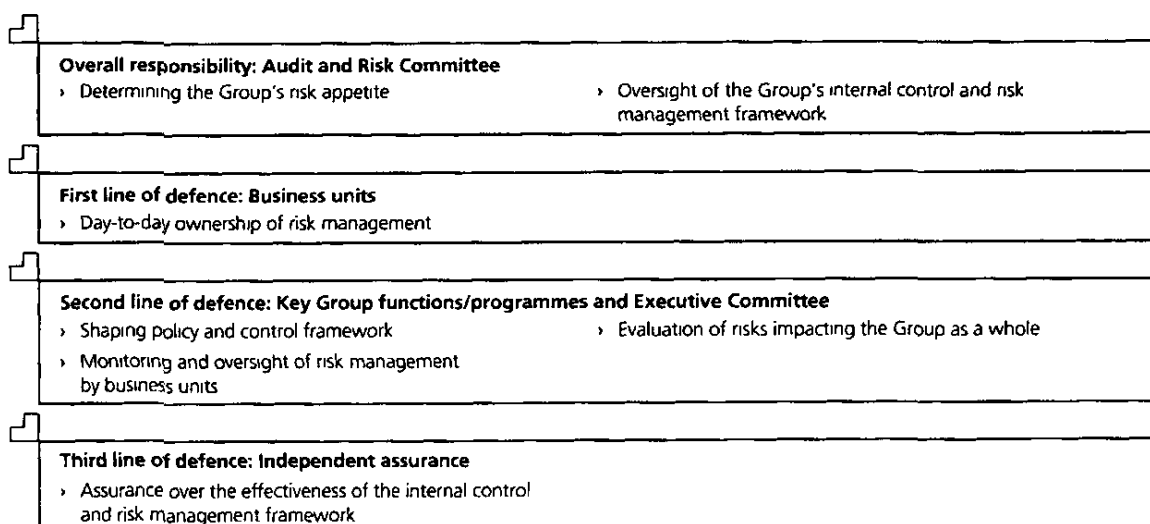 Overall responsibility: Audit and Risk Committee
› Determining the Group's risk appetite
› Oversight of the Group's internal control and risk
management framework
First line of defence: Business units
› Day-to-day ownership of risk management
Second line of defence: Key Group functions/programmes and Executive Committee
› Shaping policy and control framework
› Monitoring and oversight of risk management
by business units
› Evaluation of risks impacting the Group as a whole
Third line of defence: Independent assurance
› Assurance over the effectiveness of the internal control
and risk management framework